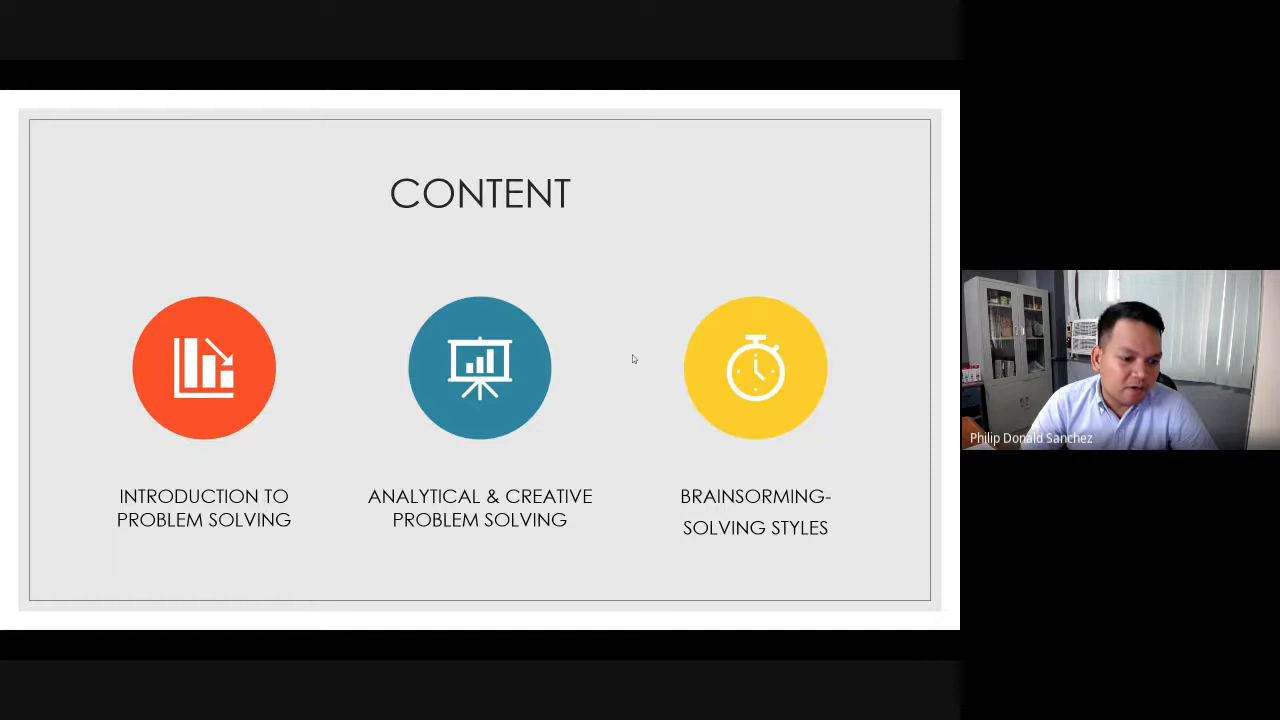 CONTENT
INTRODUCTION TO
PROBLEM SOLVING
ANALYTICAL & CREATIVE
PROBLEM SOLVING
BRAINSORMING-
SOLVING STYLES
Philip Donald Sanchez